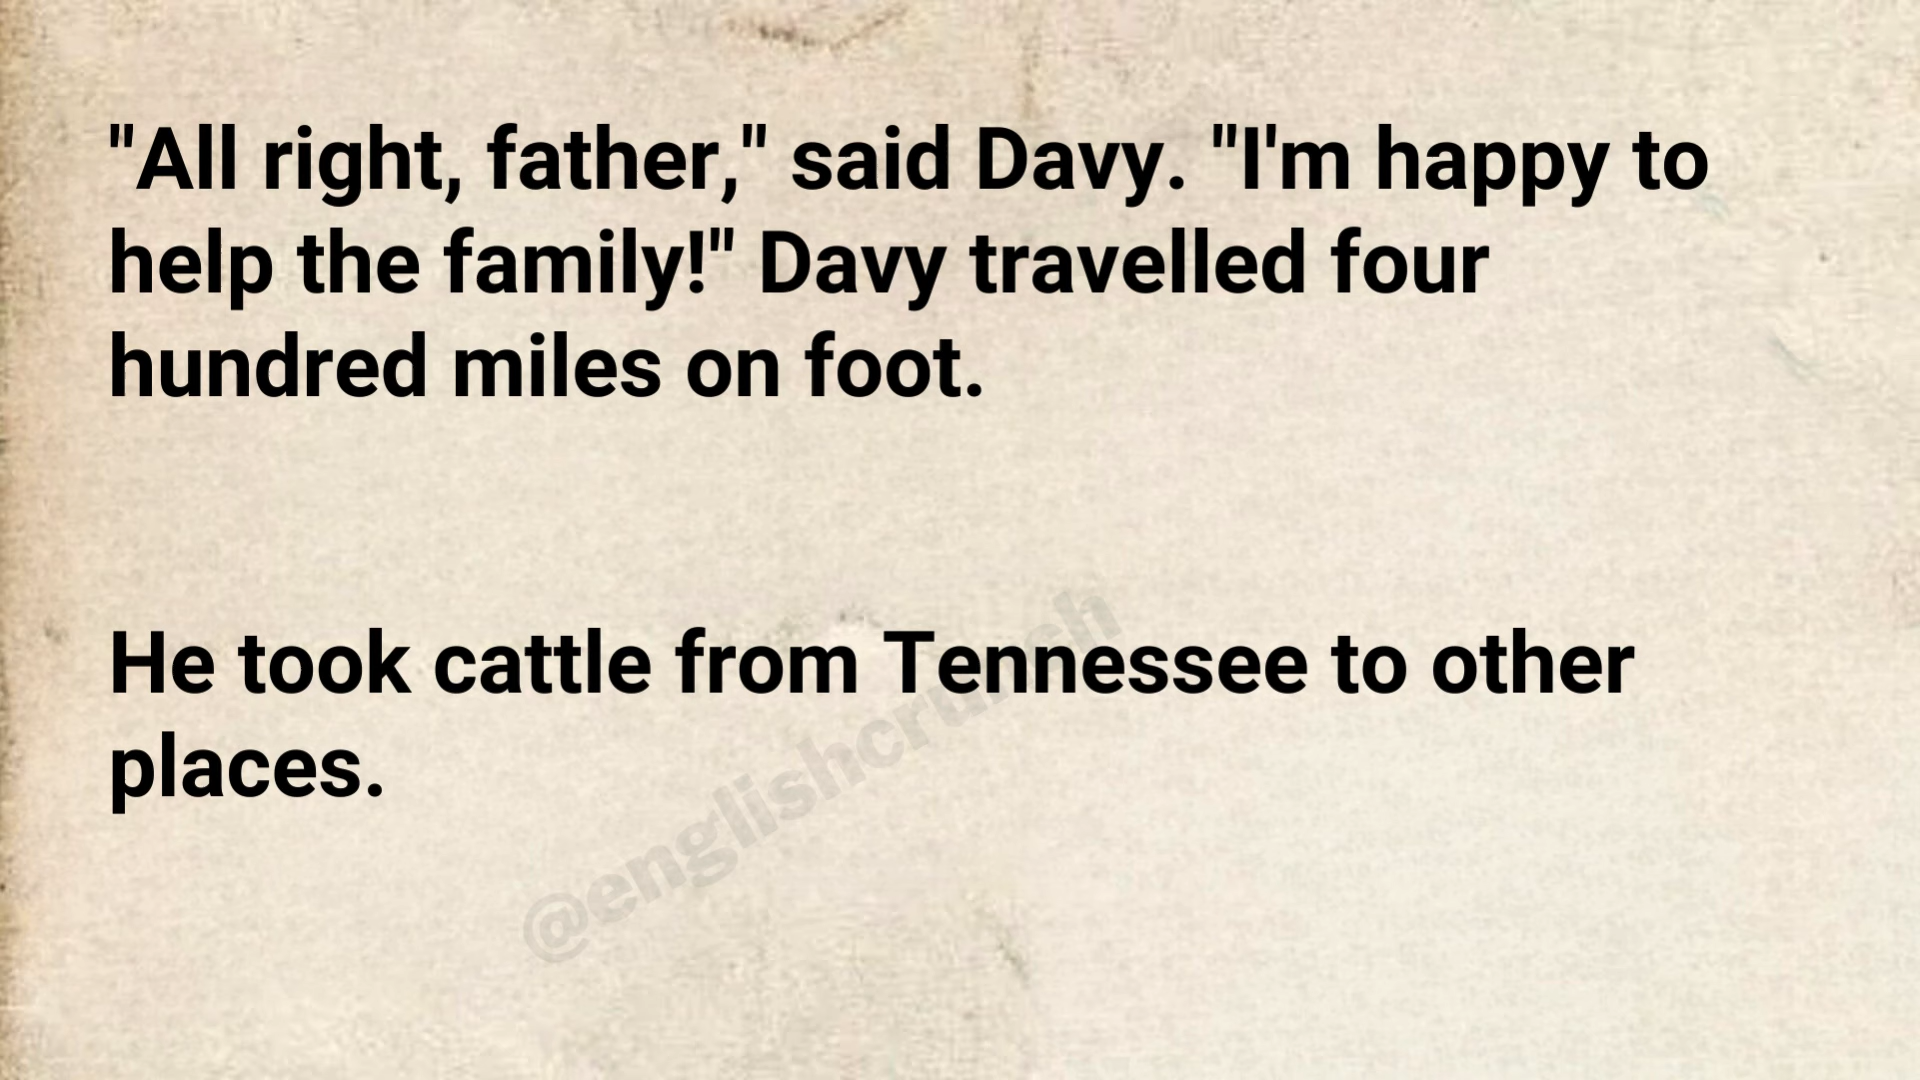 "All right, father," said Davy. "I'm happy to
help the family!" Davy travelled four
hundred miles on foot.
He took cattle from Tennessee to other
places.
@englishcrunch